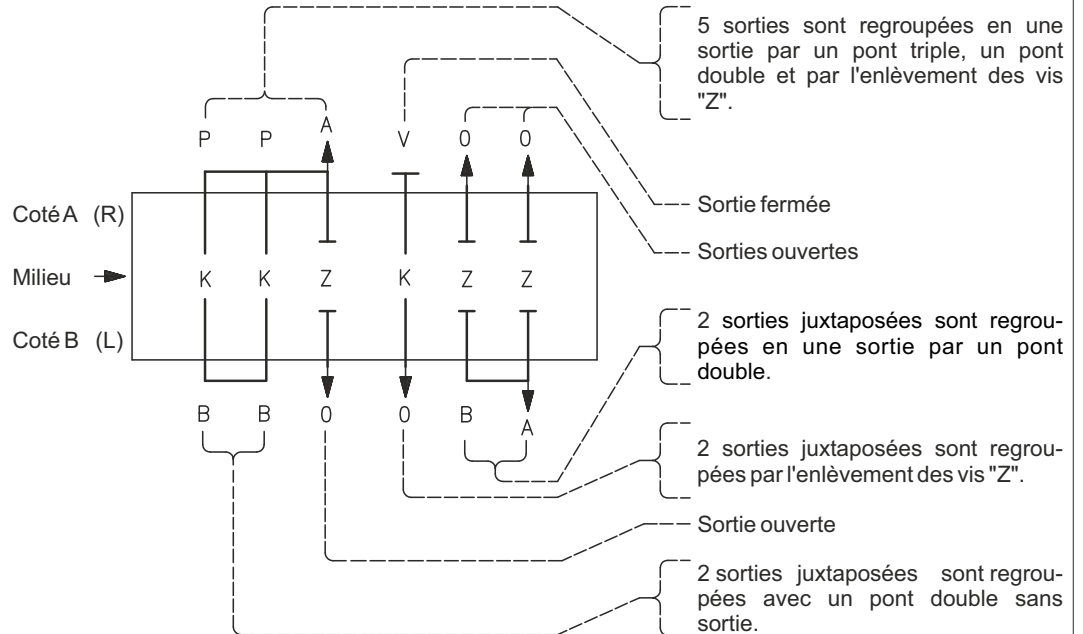 5 sorties sont regroupées en une
sortie par un pont triple, un pont
double et par l'enlèvement des vis
"Z".
P P A V 0 0
Coté A (R)
Sortie fermée
Sorties ouvertes
Milieu K K Z K Z Z
Coté B (L)
2 sorties juxtaposées sont regrou-
pées en une sortie par un pont
double.
B B 0 0 B A
2 sorties juxtaposées sont regrou-
pées par l'enlèvement des vis "Z".
Sortie ouverte
2 sorties juxtaposées sont regrou-
pées avec un pont double sans
sortie.